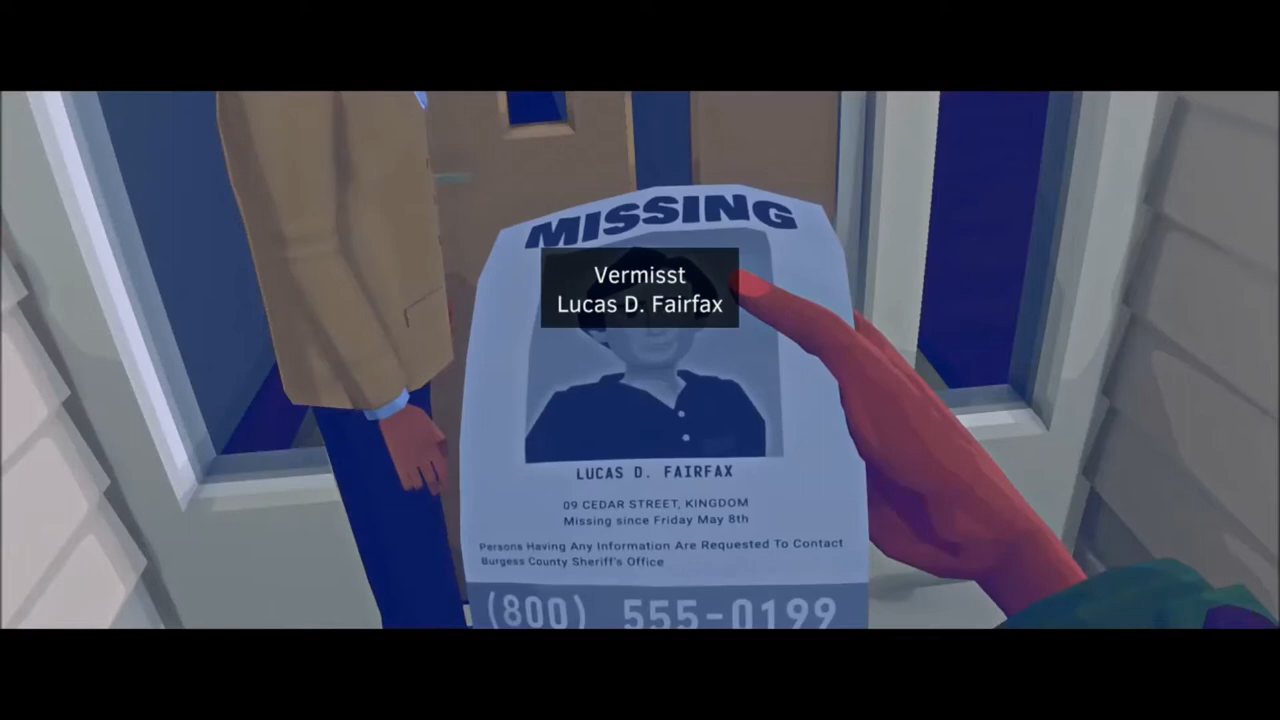 MISSING
Vermisst
Lucas D. Fairfax
LUCAS D. FAIRFAX
09 CEDAR STREET, KINGDOM
Missing since Friday May 8th
Persons Having Any Information Are Requested To Contact
Burgess County Sheriff's Office
(800) 555-0199